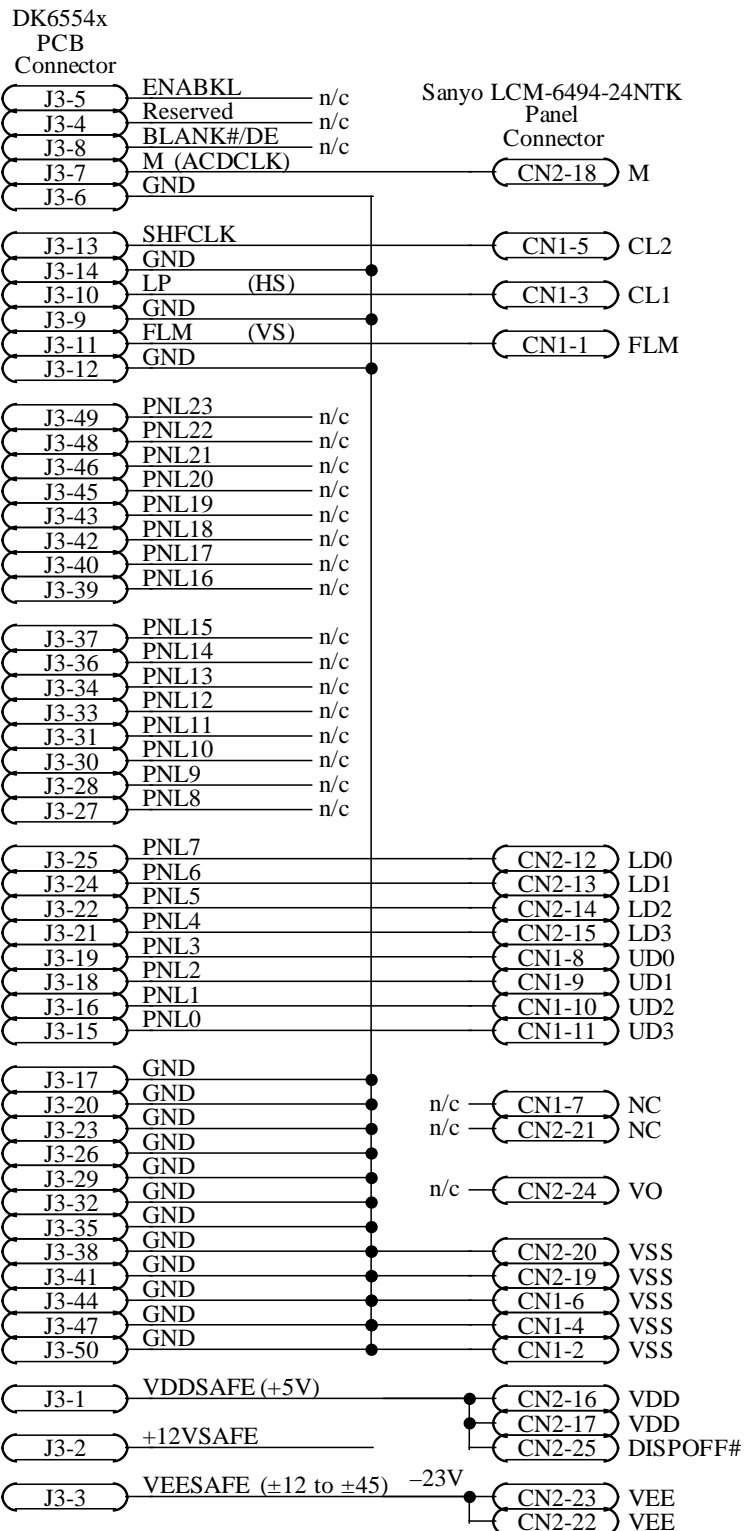 DK6554x
PCB
Connector
Sanyo LCM-6494-24NTK
Panel
Connector
J3-5 ENABKL n/c
J3-4 Reserved n/c
J3-8 BLANK#/DE n/c
J3-7 M (ACDCLK) CN2-18 M
J3-6 GND
J3-13 SHFCLK CN1-5 CL2
J3-14 GND
J3-10 LP (HS) CN1-3 CL1
J3-9 GND
J3-11 FLM (VS) CN1-1 FLM
J3-12 GND
J3-49 PNL23 n/c
J3-48 PNL22 n/c
J3-46 PNL21 n/c
J3-45 PNL20 n/c
J3-43 PNL19 n/c
J3-42 PNL18 n/c
J3-40 PNL17 n/c
J3-39 PNL16 n/c
J3-37 PNL15 n/c
J3-36 PNL14 n/c
J3-34 PNL13 n/c
J3-33 PNL12 n/c
J3-31 PNL11 n/c
J3-30 PNL10 n/c
J3-28 PNL9 n/c
J3-27 PNL8 n/c
J3-25 PNL7 CN2-12 LD0
J3-24 PNL6 CN2-13 LD1
J3-22 PNL5 CN2-14 LD2
J3-21 PNL4 CN2-15 LD3
J3-19 PNL3 CN1-8 UD0
J3-18 PNL2 CN1-9 UD1
J3-16 PNL1 CN1-10 UD2
J3-15 PNL0 CN1-11 UD3
J3-17 GND
J3-20 GND n/c CN1-7 NC
J3-23 GND n/c CN2-21 NC
J3-26 GND
J3-29 GND
J3-32 GND n/c CN2-24 VO
J3-35 GND
J3-38 GND CN2-20 VSS
J3-41 GND CN2-19 VSS
J3-44 GND CN1-6 VSS
J3-47 GND CN1-4 VSS
J3-50 GND CN1-2 VSS
J3-1 VDDSAFE (+5V) CN2-16 VDD
CN2-17 VDD
J3-2 +12VSAFE CN2-25 DISPOFF#
J3-3 VEESAFE (±12 to ±45) –23V CN2-23 VEE
CN2-22 VEE